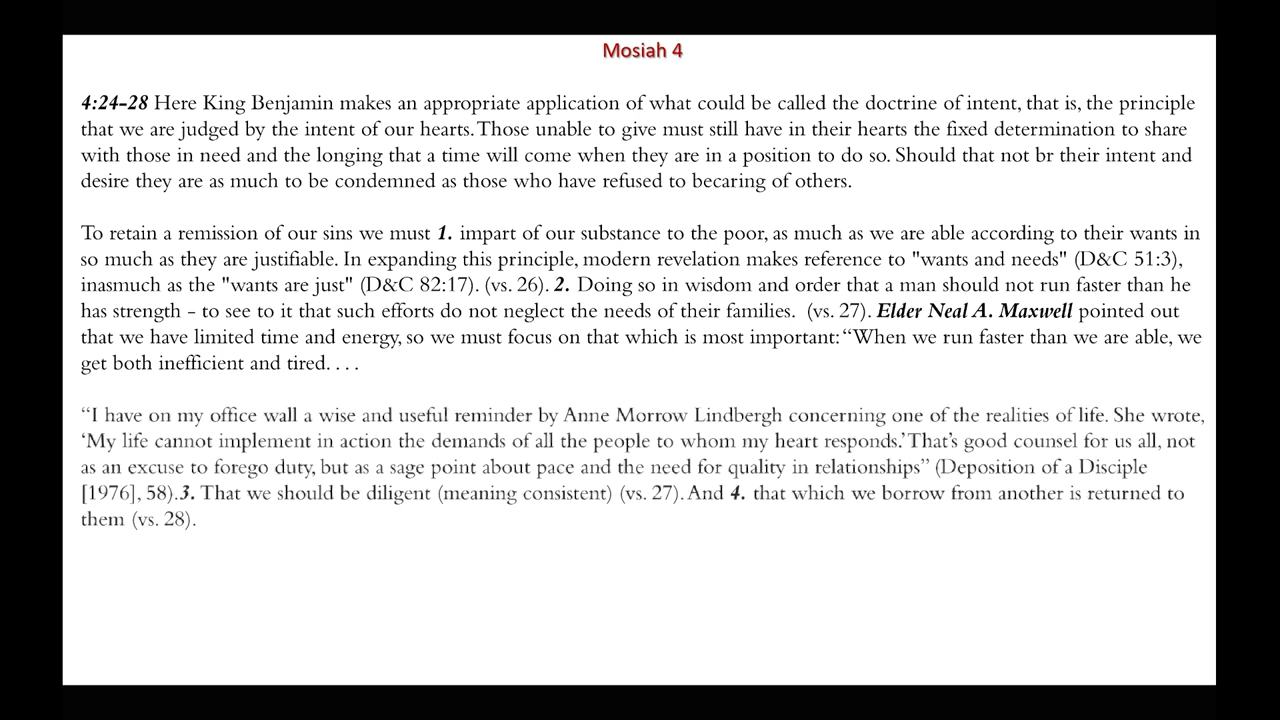 Mosiah 4
4:24-28 Here King Benjamin makes an appropriate application of what could be called the doctrine of intent, that is, the principle
that we are judged by the intent of our hearts. Those unable to give must still have in their hearts the fixed determination to share
with those in need and the longing that a time will come when they are in a position to do so. Should that not br their intent and
desire they are as much to be condemned as those who have refused to becaring of others.
To retain a remission of our sins we must 1. impart of our substance to the poor, as much as we are able according to their wants in
so much as they are justifiable. In expanding this principle, modern revelation makes reference to "wants and needs" (D&C 51:3),
inasmuch as the "wants are just" (D&C 82:17). (vs. 26). 2. Doing so in wisdom and order that a man should not run faster than he
has strength - to see to it that such efforts do not neglect the needs of their families. (vs. 27). Elder Neal A. Maxwell pointed out
that we have limited time and energy, so we must focus on that which is most important: “When we run faster than we are able, we
get both inefficient and tired. . . .
“I have on my office wall a wise and useful reminder by Anne Morrow Lindbergh concerning one of the realities of life. She wrote,
‘My life cannot implement in action the demands of all the people to whom my heart responds.’ That’s good counsel for us all, not
as an excuse to forego duty, but as a sage point about pace and the need for quality in relationships” (Deposition of a Disciple
[1976], 58).3. That we should be diligent (meaning consistent) (vs. 27). And 4. that which we borrow from another is returned to
them (vs. 28).